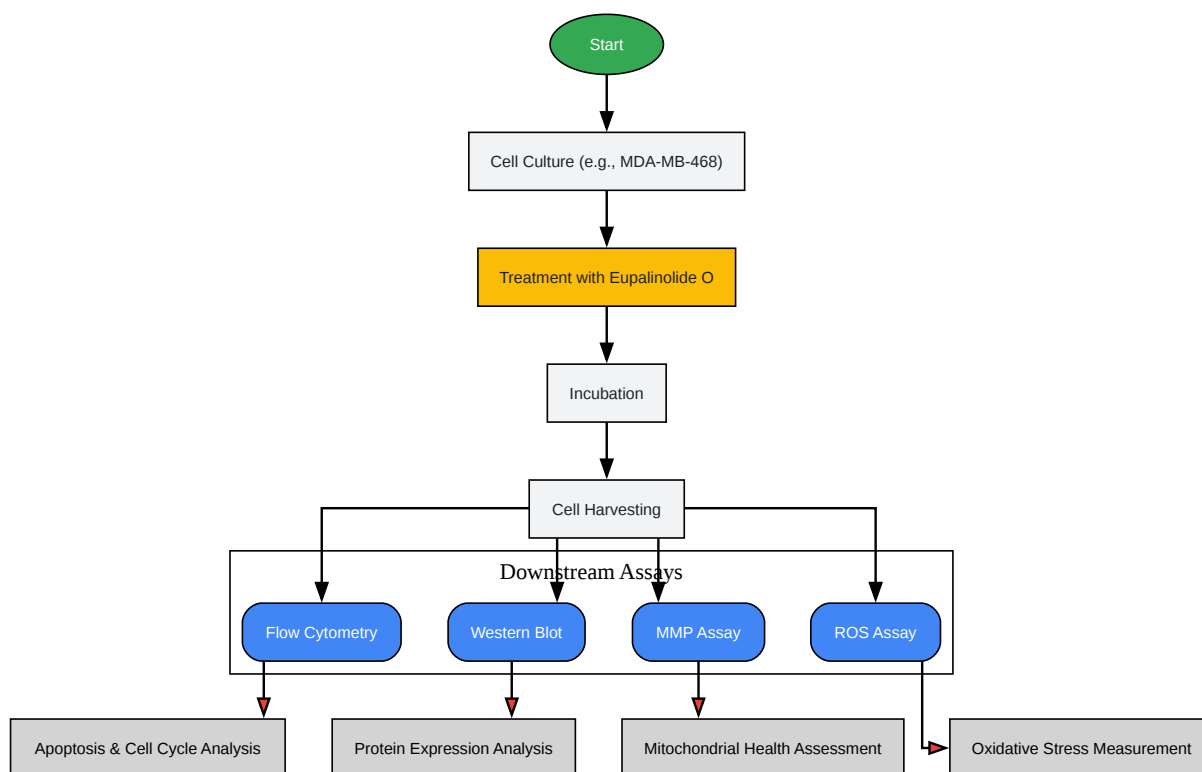 Start
Cell Culture (e.g., MDA-MB-468)
Treatment with Eupalinolide O
Incubation
Cell Harvesting
Downstream Assays
Flow Cytometry
Western Blot
MMP Assay
ROS Assay
Apoptosis & Cell Cycle Analysis
Protein Expression Analysis
Mitochondrial Health Assessment
Oxidative Stress Measurement